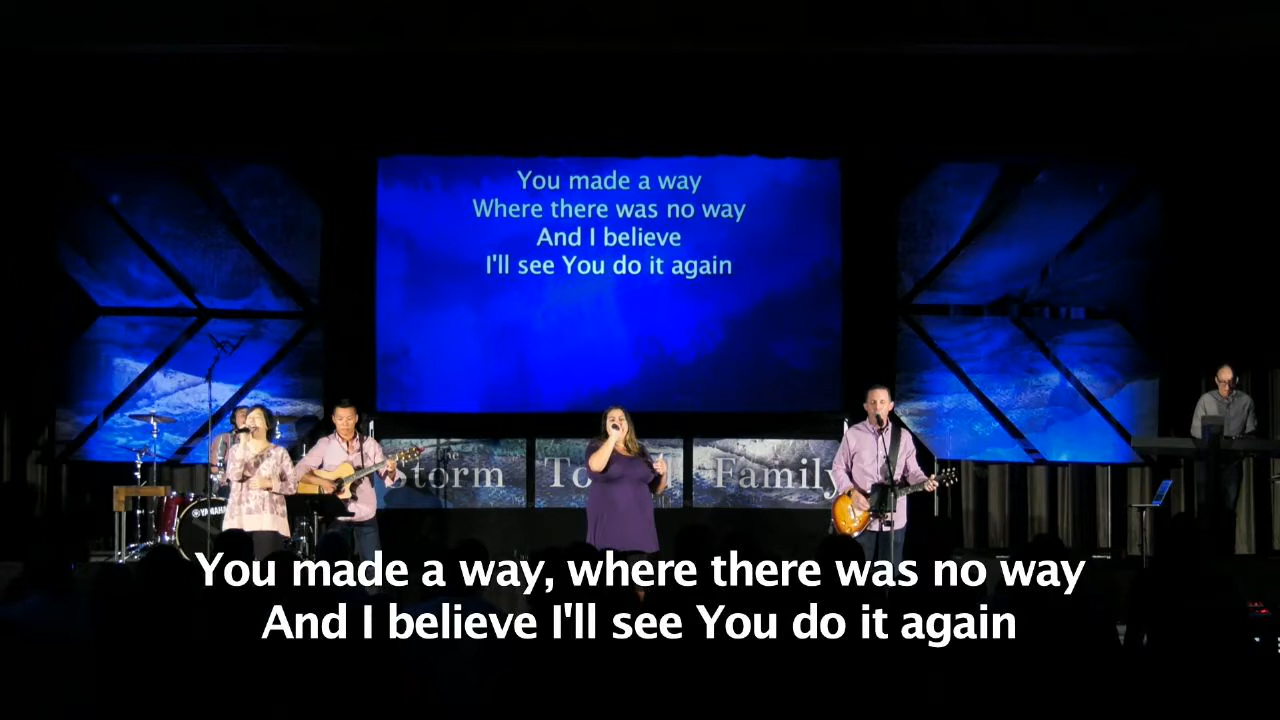 You made a way
Where there was no way
And I believe
I'll see You do it again
Storm
Family
YAMAHA
You made a way, where there was no way
And I believe I'll see You do it again